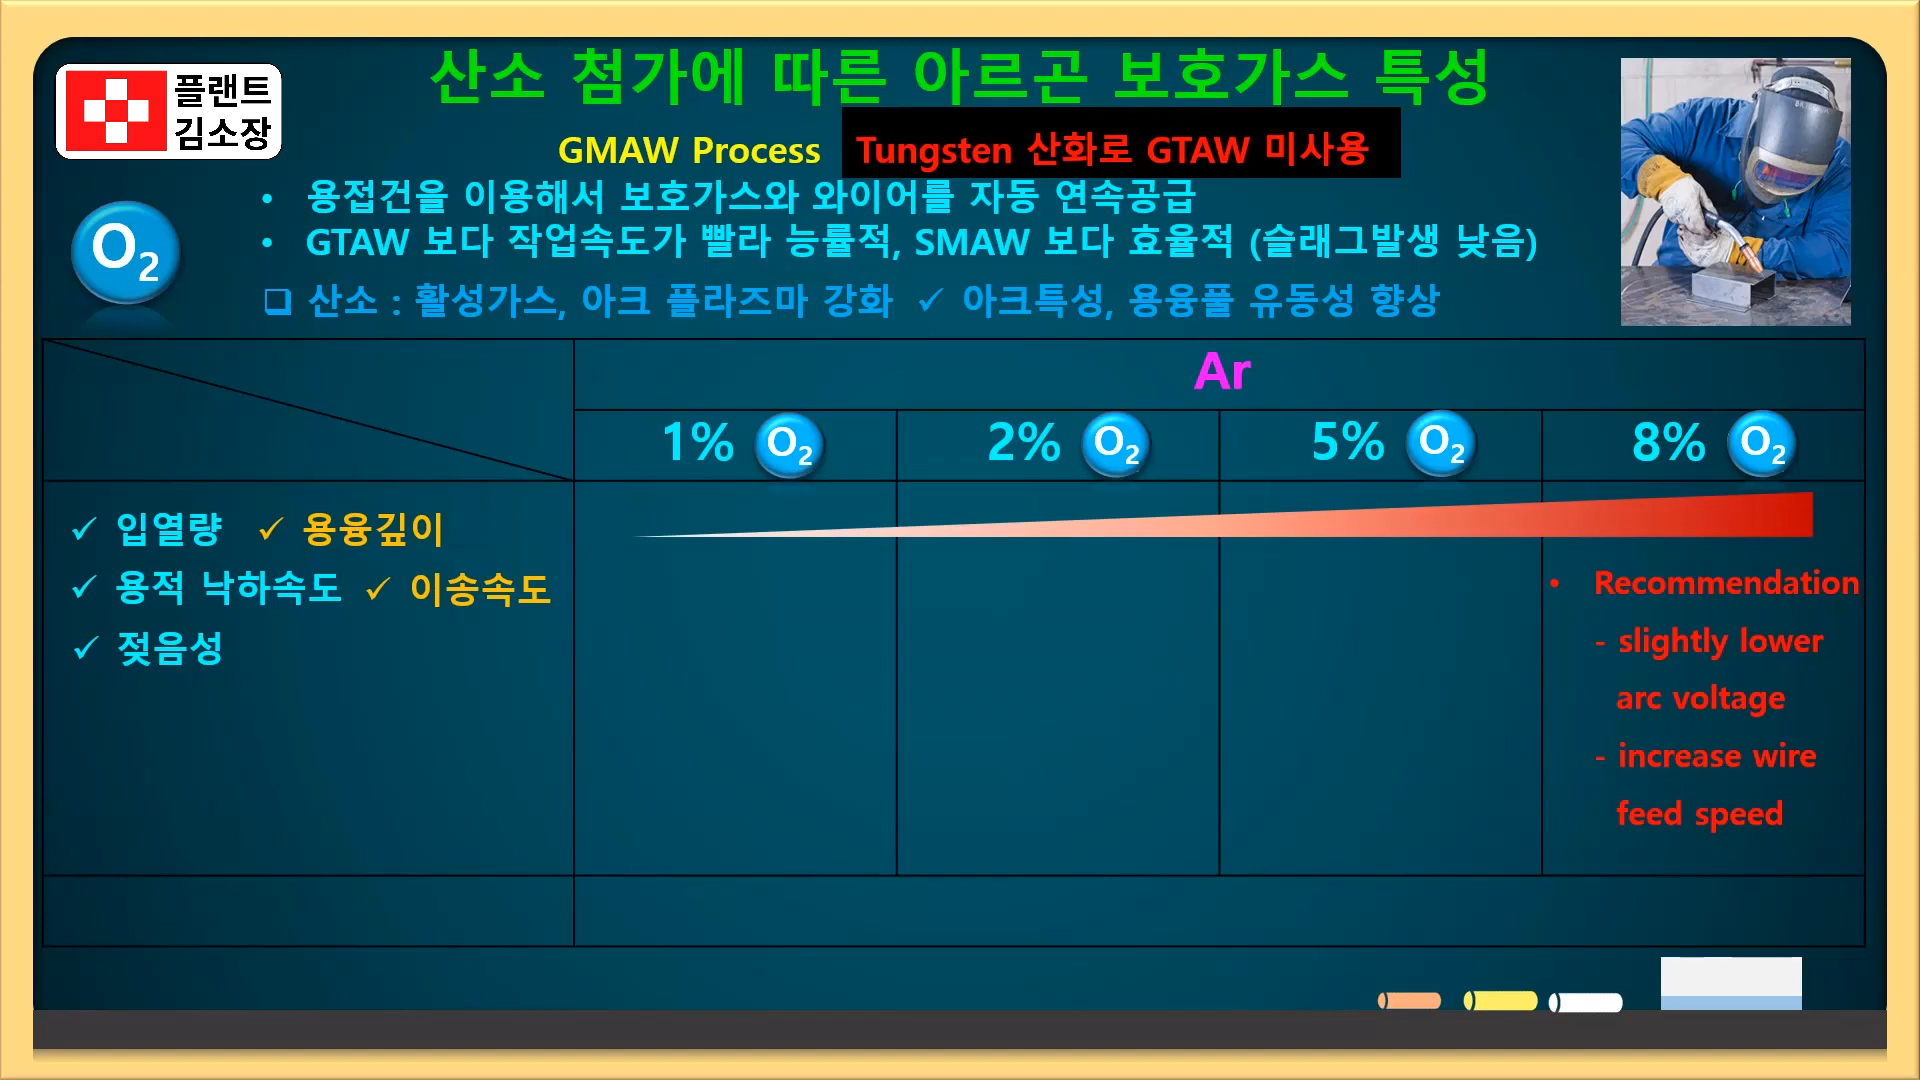 산소 첨가에 따른 아르곤 보호가스 특성
플랜트
김소장
GMAW Process Tungsten 산화로 GTAW 미사용
• 용접건을 이용해서 보호가스와 와이어를 자동 연속공급
O2
• GTAW 보다 작업속도가 빨라 능률적, SMAW 보다 효율적 (슬래그발생 낮음)
❑ 산소 : 활성가스, 아크 플라즈마 강화 ✓ 아크특성, 용융풀 유동성 향상
Ar
1% O2 2% O2 5% O2 8% O2
✓ 입열량 ✓ 용융깊이
✓ 용적 낙하속도 ✓ 이송속도
✓ 젖음성
• Recommendation
- slightly lower
arc voltage
- increase wire
feed speed